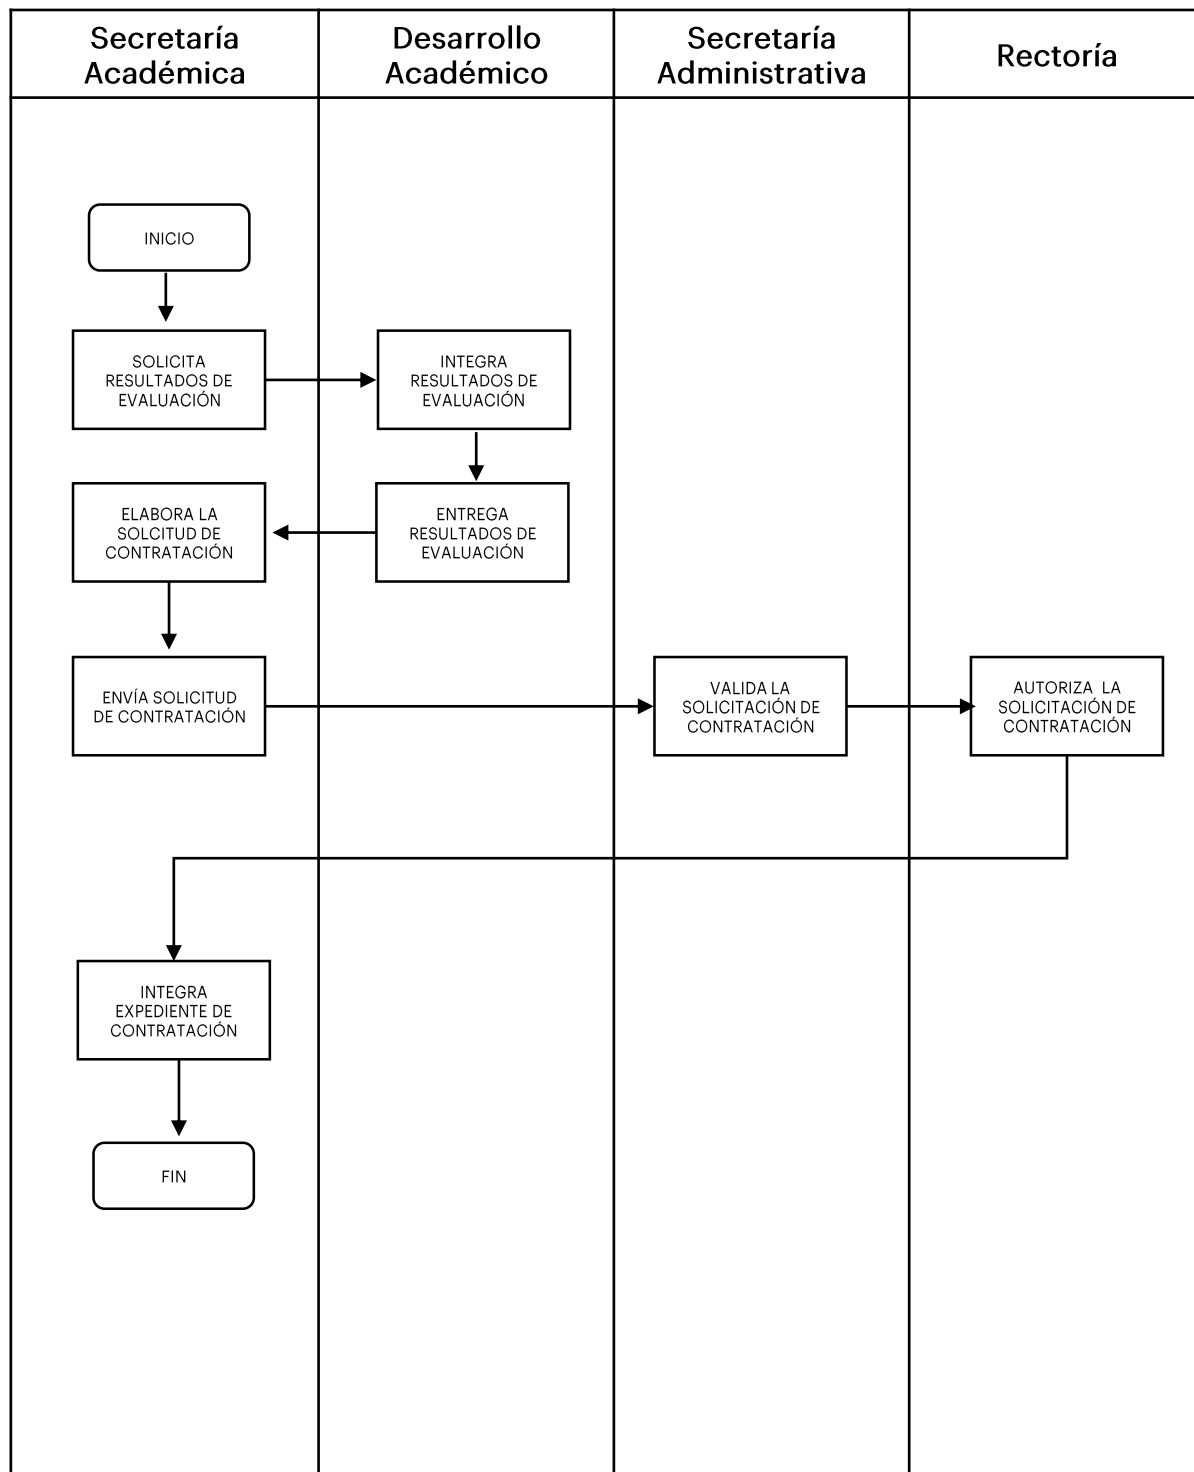 Secretaría
Académica
Desarrollo
Académico
Secretaría
Administrativa
Rectoría
INICIO
SOLICITA
RESULTADOS DE
EVALUACIÓN
INTEGRA
RESULTADOS DE
EVALUACIÓN
ELABORA LA
SOLCITUD DE
CONTRATACIÓN
ENTREGA
RESULTADOS DE
EVALUACIÓN
ENVÍA SOLICITUD
DE CONTRATACIÓN
VALIDA LA
SOLICITACIÓN DE
CONTRATACIÓN
AUTORIZA  LA
SOLICITACIÓN DE
CONTRATACIÓN
INTEGRA
EXPEDIENTE DE
CONTRATACIÓN
FIN